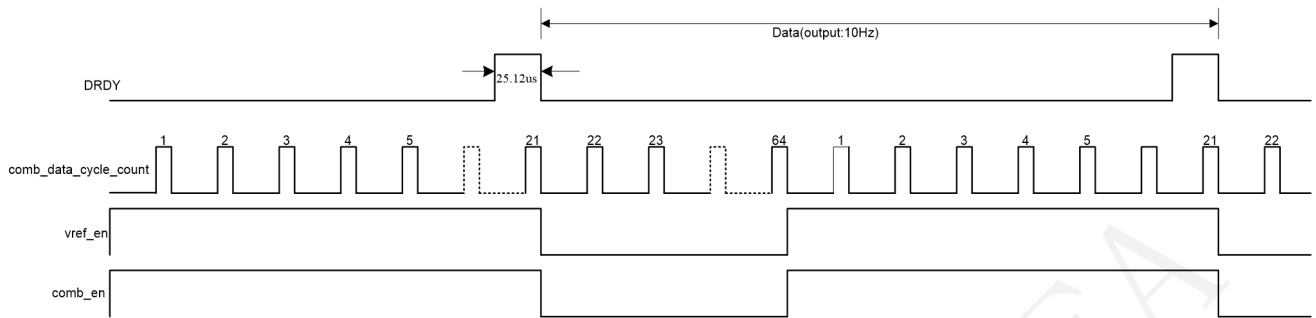 Data(output:10Hz)
DRDY
25.12us
1 2 3 4 5 21 22 23 64 1 2 3 4 5 21 22
comb_data_cycle_count
vref_en
comb_en